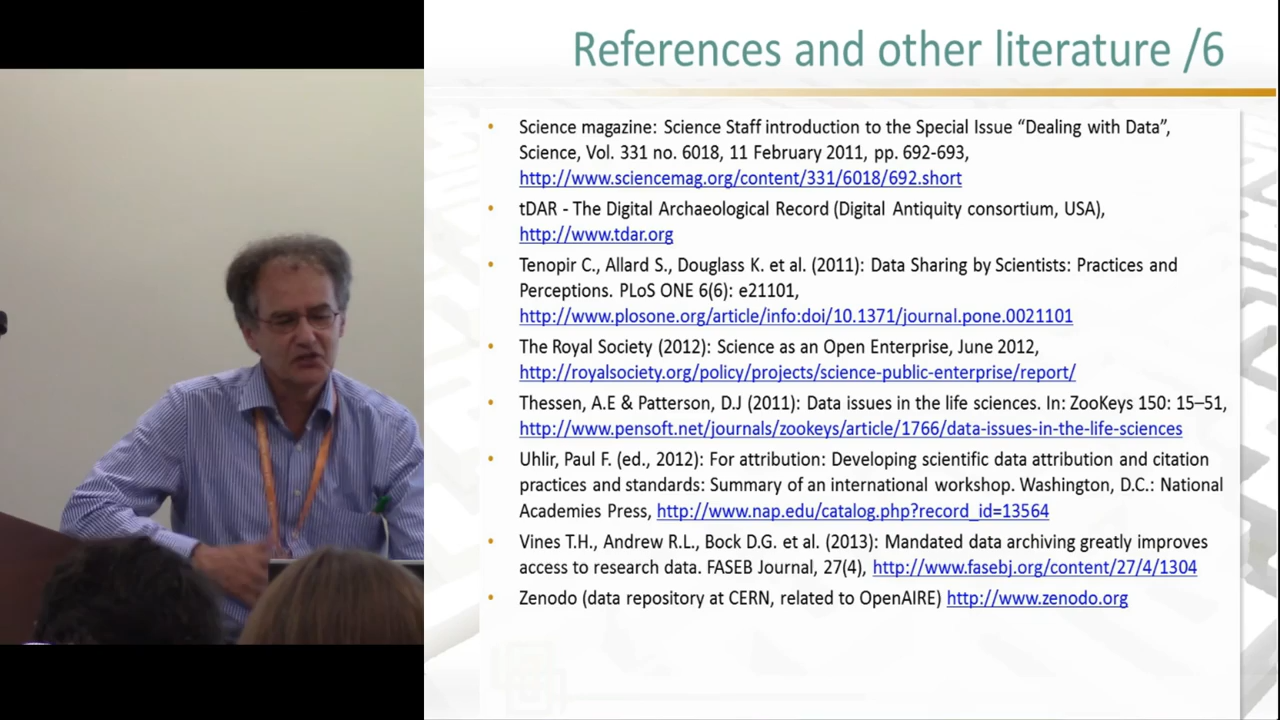 References and other literature /6
Science magazine: Science Staff introduction to the Special Issue “Dealing with Data”,
Science, Vol. 331 no. 6018, 11 February 2011, pp. 692-693,
http://www.sciencemag.org/content/331/6018/692.short
tDAR - The Digital Archaeological Record (Digital Antiquity consortium, USA),
http://www.tdar.org
Tenopir C., Allard S., Douglass K. et al. (2011): Data Sharing by Scientists: Practices and
Perceptions. PLoS ONE 6(6): e21101,
http://www.plosone.org/article/info:doi/10.1371/journal.pone.0021101
The Royal Society (2012): Science as an Open Enterprise, June 2012,
http://royalsociety.org/policy/projects/science-public-enterprise/report/
Thessen, A.E & Patterson, D.J (2011): Data issues in the life sciences. In: ZooKeys 150: 15–51,
http://www.pensoft.net/journals/zookeys/article/1766/data-issues-in-the-life-sciences
Uhlir, Paul F. (ed., 2012): For attribution: Developing scientific data attribution and citation
practices and standards: Summary of an international workshop. Washington, D.C.: National
Academies Press, http://www.nap.edu/catalog.php?record_id=13564
Vines T.H., Andrew R.L., Bock D.G. et al. (2013): Mandated data archiving greatly improves
access to research data. FASEB Journal, 27(4), http://www.fasebj.org/content/27/4/1304
Zenodo (data repository at CERN, related to OpenAIRE) http://www.zenodo.org